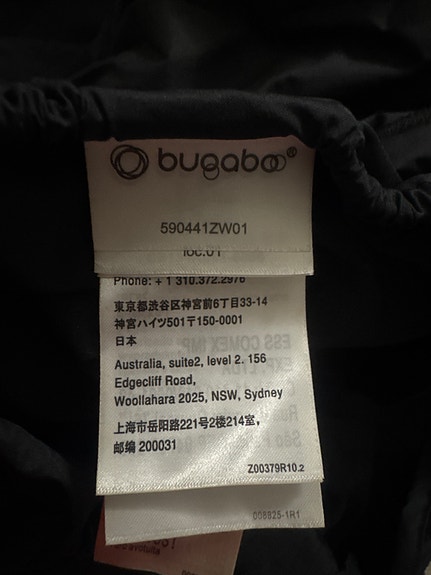 bugaboo®
590441ZW01
loc.01
Phone: + 1 310.372.2976
東京都渋谷区神宮前6丁目33-14
神宮ハイツ501〒150-0001
日本
Australia, suite2, level 2. 156
Edgecliff Road,
Woollahara 2025, NSW, Sydney
上海市岳阳路221号2楼214室,
邮编 200031
Z00379R10.2
008825-1R1